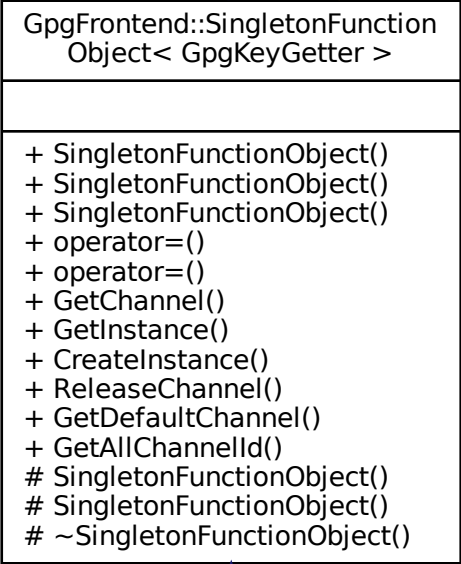 GpgFrontend::SingletonFunction
Object< GpgKeyGetter >
+ SingletonFunctionObject()
+ SingletonFunctionObject()
+ SingletonFunctionObject()
+ operator=()
+ operator=()
+ GetChannel()
+ GetInstance()
+ CreateInstance()
+ ReleaseChannel()
+ GetDefaultChannel()
+ GetAllChannelId()
# SingletonFunctionObject()
# SingletonFunctionObject()
# ~SingletonFunctionObject()